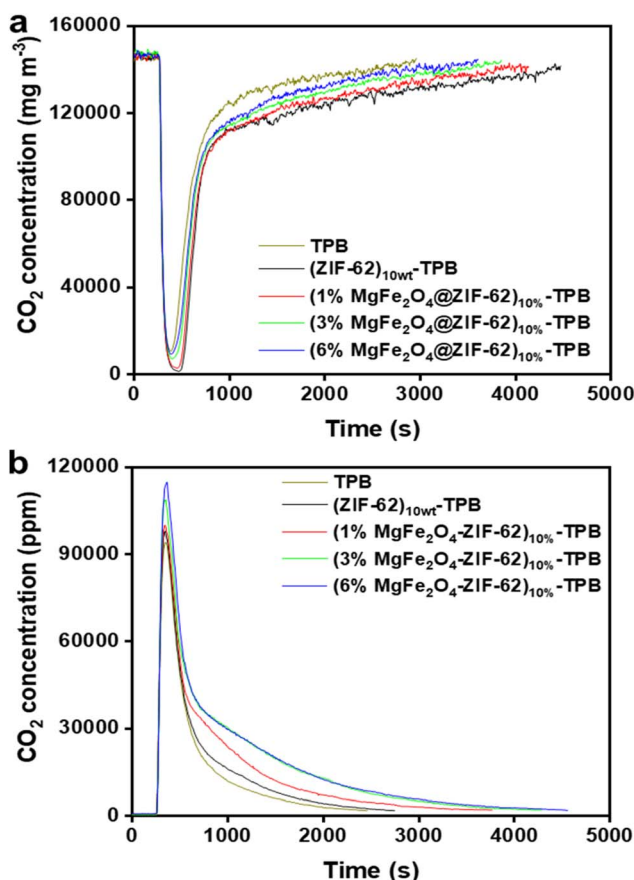 a
160000
120000
80000
40000
0
CO₂ concentration (mg m⁻³)
TPB
(ZIF-62)₁₀wt-TPB
(1% MgFe₂O₄@ZIF-62)₁₀%-TPB
(3% MgFe₂O₄@ZIF-62)₁₀%-TPB
(6% MgFe₂O₄@ZIF-62)₁₀%-TPB
0 1000 2000 3000 4000 5000
Time (s)
b
120000
90000
60000
30000
0
CO₂ concentration (ppm)
TPB
(ZIF-62)₁₀wt-TPB
(1% MgFe₂O₄-ZIF-62)₁₀%-TPB
(3% MgFe₂O₄-ZIF-62)₁₀%-TPB
(6% MgFe₂O₄-ZIF-62)₁₀%-TPB
0 1000 2000 3000 4000 5000
Time (s)